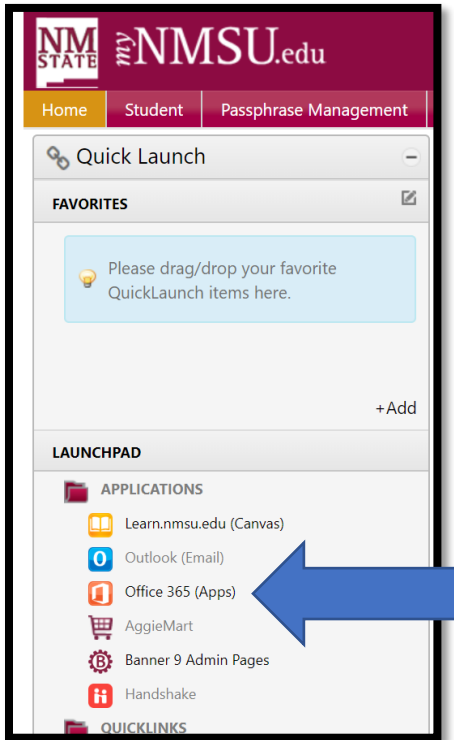 NM
STATE
myNMSU.edu
Home Student Passphrase Management
Quick Launch
FAVORITES
Please drag/drop your favorite
QuickLaunch items here.
+Add
LAUNCHPAD
APPLICATIONS
Learn.nmsu.edu (Canvas)
Outlook (Email)
Office 365 (Apps)
AggieMart
Banner 9 Admin Pages
Handshake
QUICKLINKS